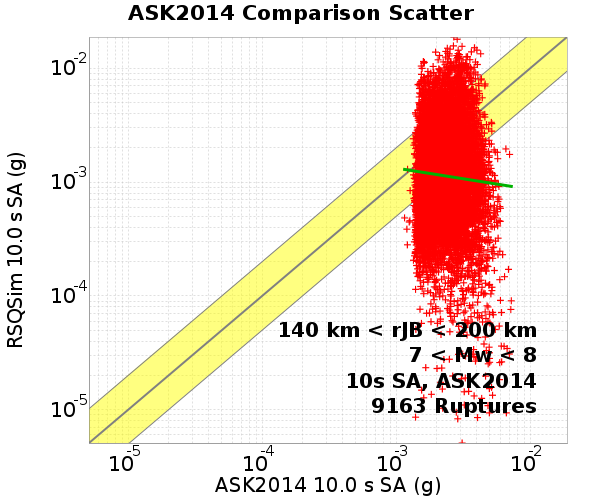 ASK2014 Comparison Scatter
RSQSim 10.0 s SA (g)
10-2
10-3
10-4
10-5
140 km < rJB < 200 km
7 < Mw < 8
10s SA, ASK2014
9163 Ruptures
10-5 10-4 10-3 10-2
ASK2014 10.0 s SA (g)